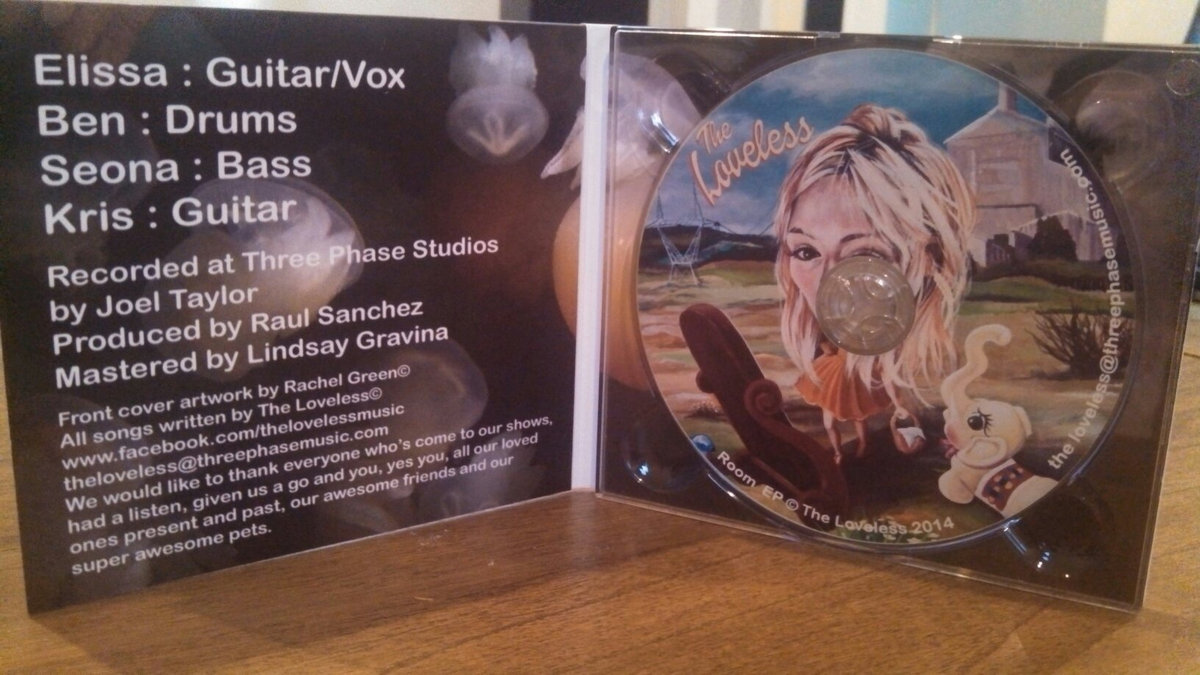 Elissa : Guitar/Vox
Ben : Drums
Seona : Bass
Kris : Guitar
Recorded at Three Phase Studios
by Joel Taylor
Produced by Raul Sanchez
Mastered by Lindsay Gravina
Front cover artwork by Rachel Green©
All songs written by The Loveless©
www.facebook.com/thelovelessmusic
theloveless@threephasemusic.com
We would like to thank everyone who's come to our shows,
had a listen, given us a go and you, yes you, all our loved
ones present and past, our awesome friends and our
super awesome pets.
The
Loveless
the loveless@threephasemusic.com
Room EP © The Loveless 2014